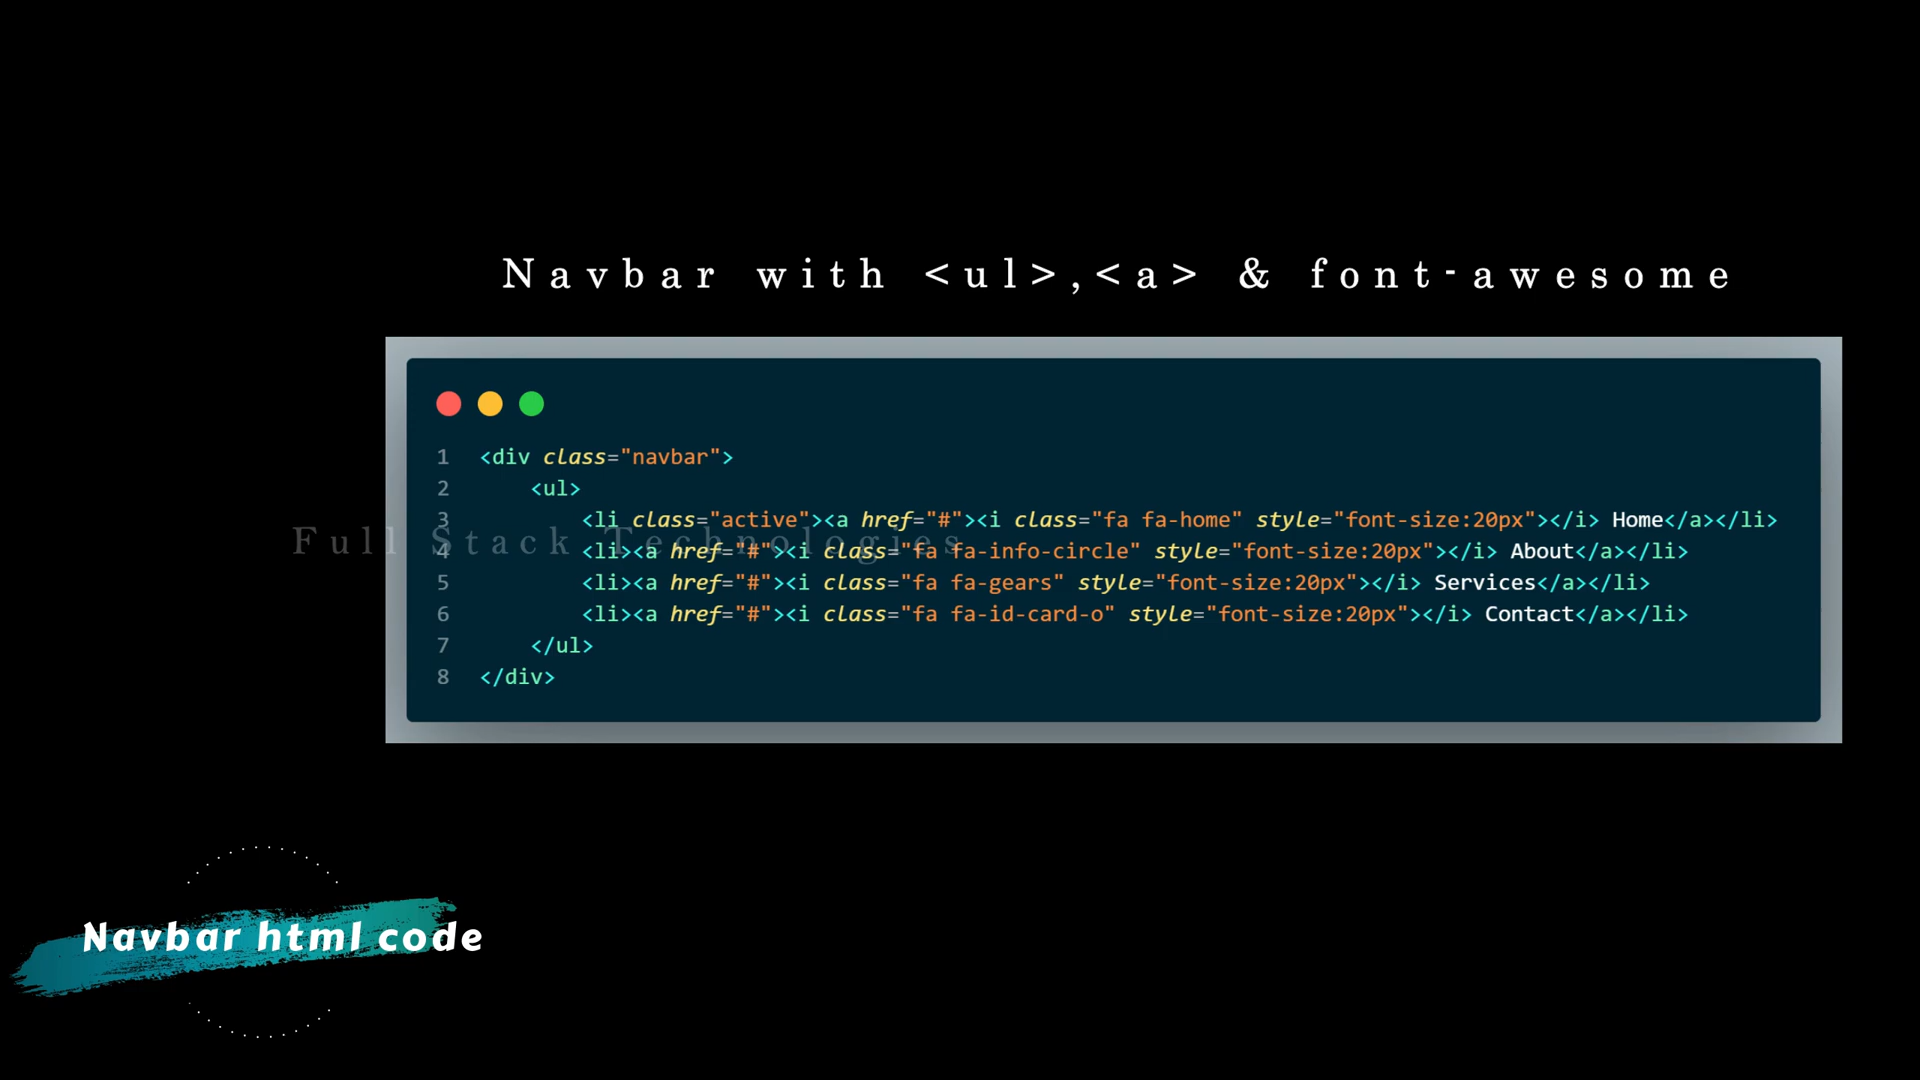 Navbar with <ul>,<a> & font-awesome
1 <div class="navbar">
2 <ul>
3 <li class="active"><a href="#"><i class="fa fa-home" style="font-size:20px"></i> Home</a></li>
Full Stack Technologies
4 <li><a href="#"><i class="fa fa-info-circle" style="font-size:20px"></i> About</a></li>
5 <li><a href="#"><i class="fa fa-gears" style="font-size:20px"></i> Services</a></li>
6 <li><a href="#"><i class="fa fa-id-card-o" style="font-size:20px"></i> Contact</a></li>
7 </ul>
8 </div>
Navbar html code